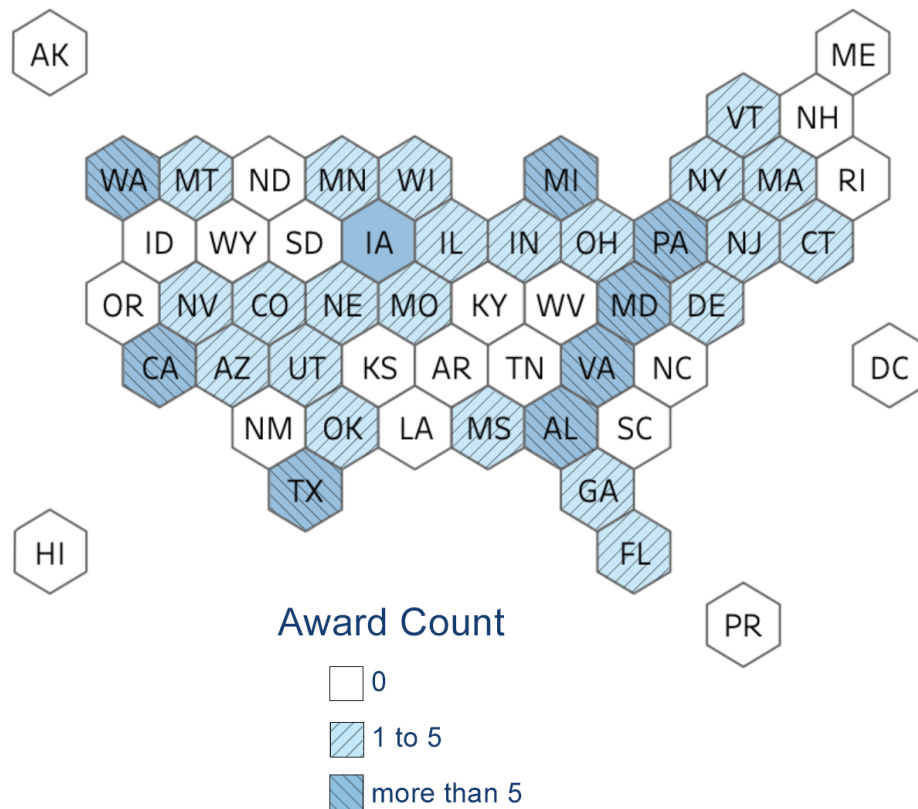 AK
ME
VT NH
WA MT ND MN WI MI NY MA RI
ID WY SD IA IL IN OH PA NJ CT
OR NV CO NE MO KY WV MD DE
CA AZ UT KS AR TN VA NC DC
NM OK LA MS AL SC
TX GA
HI FL
PR
Award Count
0
1 to 5
more than 5